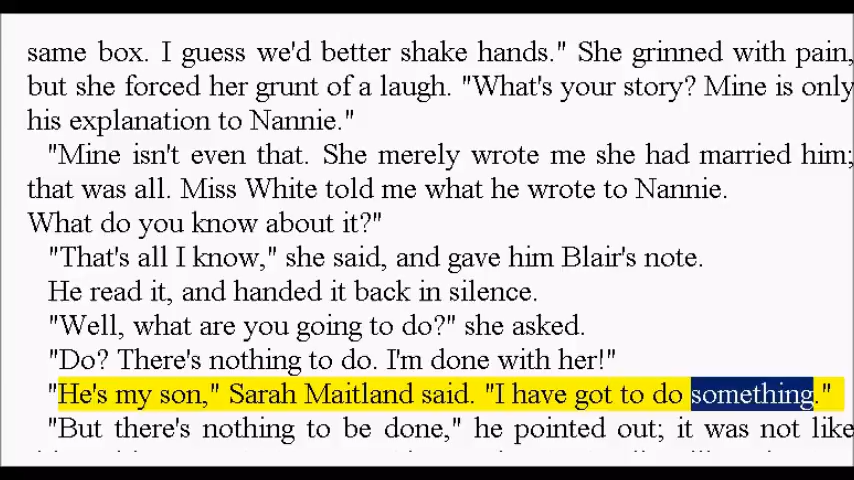 same box. I guess we'd better shake hands." She grinned with pain,
but she forced her grunt of a laugh. "What's your story? Mine is only
his explanation to Nannie."
"Mine isn't even that. She merely wrote me she had married him;
that was all. Miss White told me what he wrote to Nannie.
What do you know about it?"
"That's all I know," she said, and gave him Blair's note.
He read it, and handed it back in silence.
"Well, what are you going to do?" she asked.
"Do? There's nothing to do. I'm done with her!"
"He's my son," Sarah Maitland said. "I have got to do something."
"But there's nothing to be done," he pointed out; it was not like